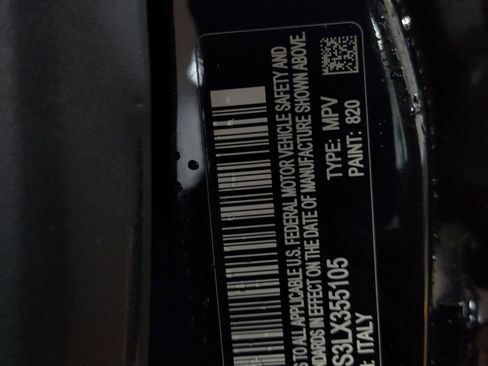 S TO ALL APPLICABLE U.S. FEDERAL MOTOR VEHICLE SAFETY AND
NDARDS IN EFFECT ON THE DATE OF MANUFACTURE SHOWN ABOVE.
S3LX355105 TYPE: MPV
: ITALY PAINT: 820